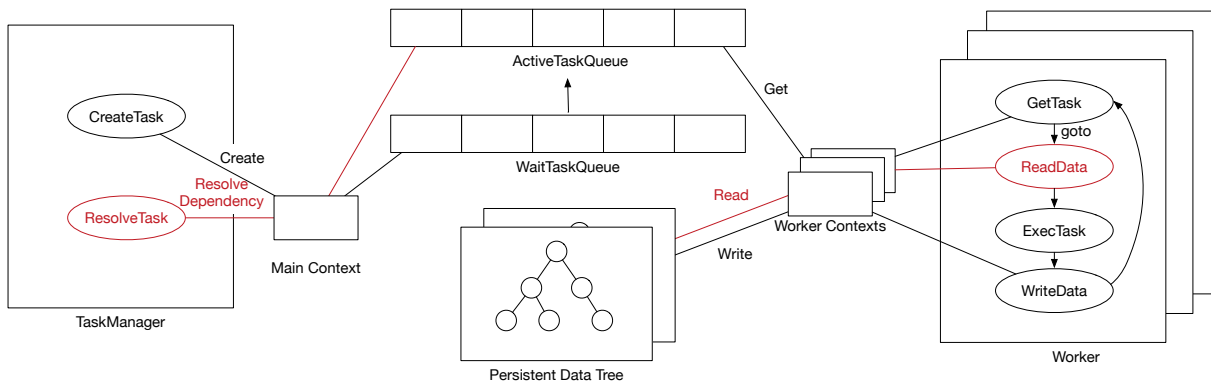 ActiveTaskQueue
CreateTask
Create
Get
GetTask
goto
WaitTaskQueue
ReadData
Resolve
Dependency
ResolveTask
Read
Worker Contexts
ExecTask
Main Context
Write
WriteData
TaskManager
Worker
Persistent Data Tree